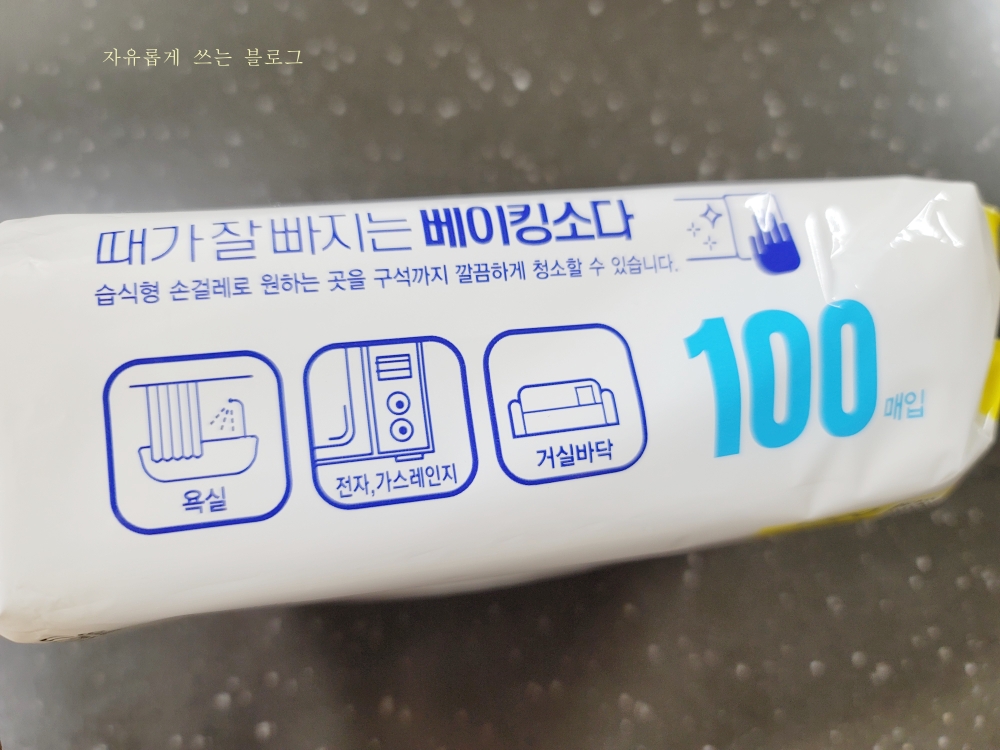 자유롭게 쓰는 블로그
때가 잘 빠지는 베이킹소다
습식형 손걸레로 원하는 곳을 구석까지 깔끔하게 청소할 수 있습니다.
100 매입
욕실
전자,가스레인지
거실바닥